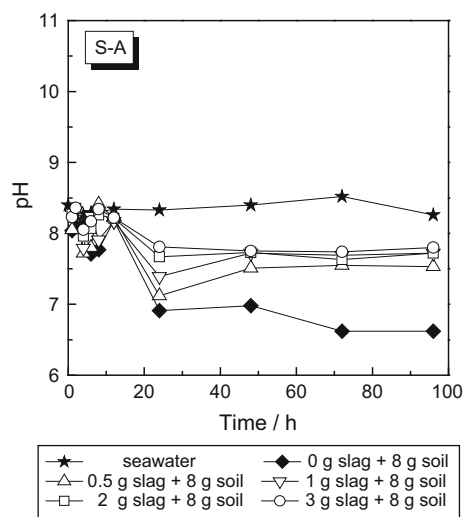 S-A
11
10
9
8
7
6
pH
0 20 40 60 80 100
Time / h
seawater
0 g slag + 8 g soil
0.5 g slag + 8 g soil
1 g slag + 8 g soil
2 g slag + 8 g soil
3 g slag + 8 g soil